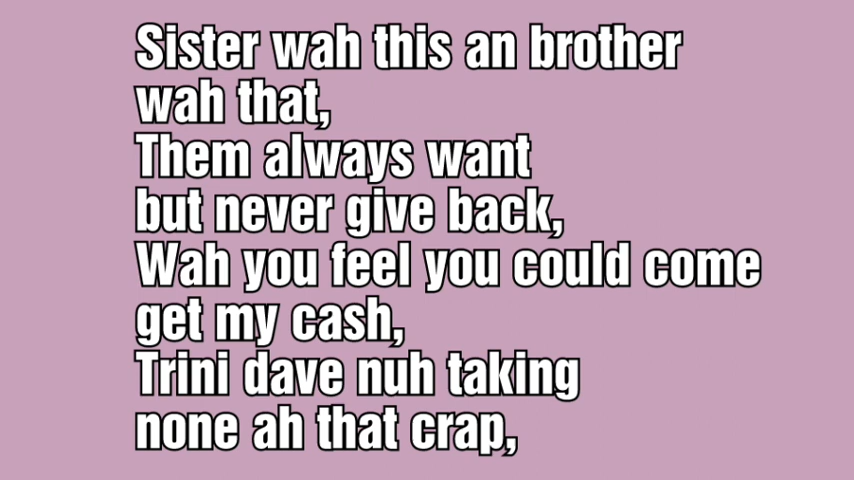 Sister wah this an brother
wah that,
Them always want
but never give back,
Wah you feel you could come
get my cash,
Trini dave nuh taking
none ah that crap,